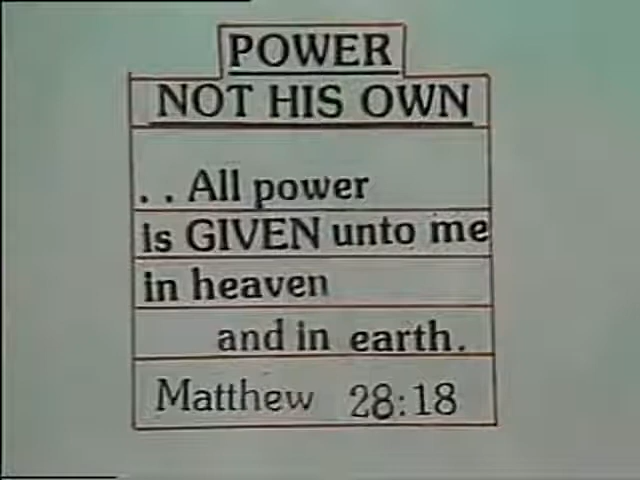 POWER
NOT HIS OWN
. . All power
is GIVEN unto me
in heaven
and in earth.
Matthew 28:18